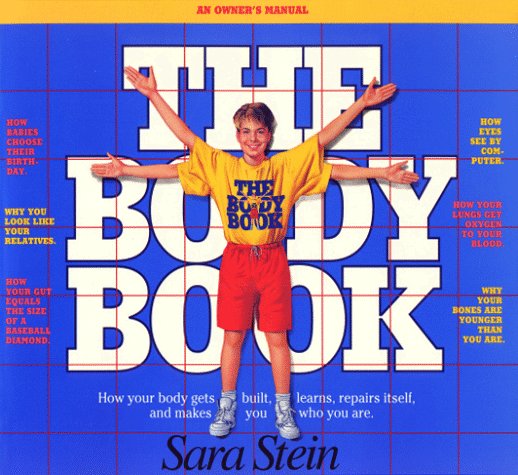 AN OWNER'S MANUAL
THE
BODY
BOOK
HOW
BABIES
CHOOSE
THEIR
BIRTH-
DAY.
WHY YOU
LOOK LIKE
YOUR
RELATIVES.
HOW
YOUR GUT
EQUALS
THE SIZE
OF A
BASEBALL
DIAMOND.
THE
BODY
BOOK
HOW
EYES
SEE BY
COM-
PUTER.
HOW YOUR
LUNGS GET
OXYGEN
TO YOUR
BLOOD.
WHY
YOUR
BONES ARE
YOUNGER
THAN
YOU ARE.
How your body gets built, learns, repairs itself,
and makes you who you are.
Sara Stein